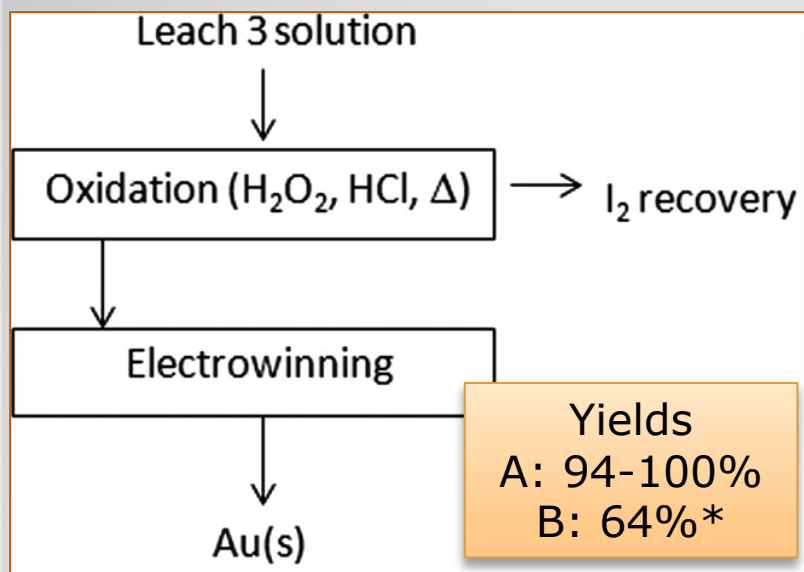 Leach 3 solution
Oxidation (H₂O₂, HCl, Δ)
I₂ recovery
Electrowinning
Yields
A: 94-100%
B: 64%*
Au(s)